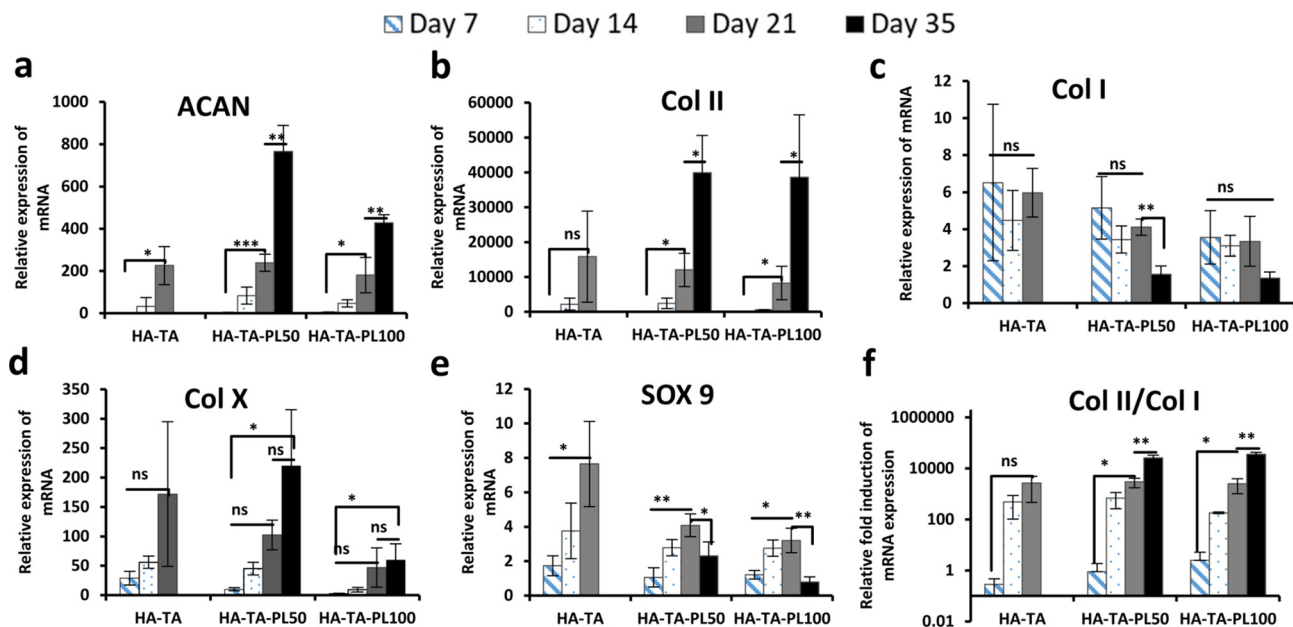 Day 7 Day 14 Day 21 Day 35
a
ACAN
Relative expression of
mRNA
1000
800
600
400
200
0
*
***
**
*
**
HA-TA HA-TA-PL50 HA-TA-PL100
b
Col II
Relative expression of
mRNA
60000
50000
40000
30000
20000
10000
0
ns
*
*
*
*
HA-TA HA-TA-PL50 HA-TA-PL100
c
Col I
Relative expression of mRNA
12
10
8
6
4
2
0
ns
ns
**
ns
HA-TA HA-TA-PL50 HA-TA-PL100
d
Col X
Relative expression of
mRNA
350
300
250
200
150
100
50
0
ns
*
ns
ns
*
ns
ns
HA-TA HA-TA-PL50 HA-TA-PL100
e
SOX 9
Relative expression of
mRNA
12
10
8
6
4
2
0
*
**
*
*
**
HA-TA HA-TA-PL50 HA-TA-PL100
f
Col II/Col I
Relative fold induction of
mRNA expression
1000000
10000
100
1
0.01
ns
*
**
*
**
HA-TA HA-TA-PL50 HA-TA-PL100